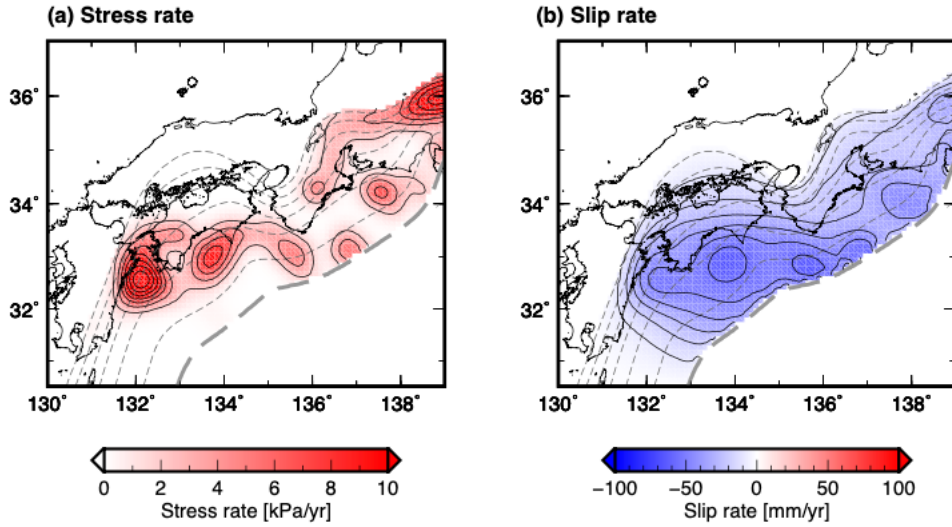 (a) Stress rate
(b) Slip rate
36°
34°
32°
130° 132° 134° 136° 138°
36°
34°
32°
130° 132° 134° 136° 138°
0 2 4 6 8 10
Stress rate [kPa/yr]
−100 −50 0 50 100
Slip rate [mm/yr]